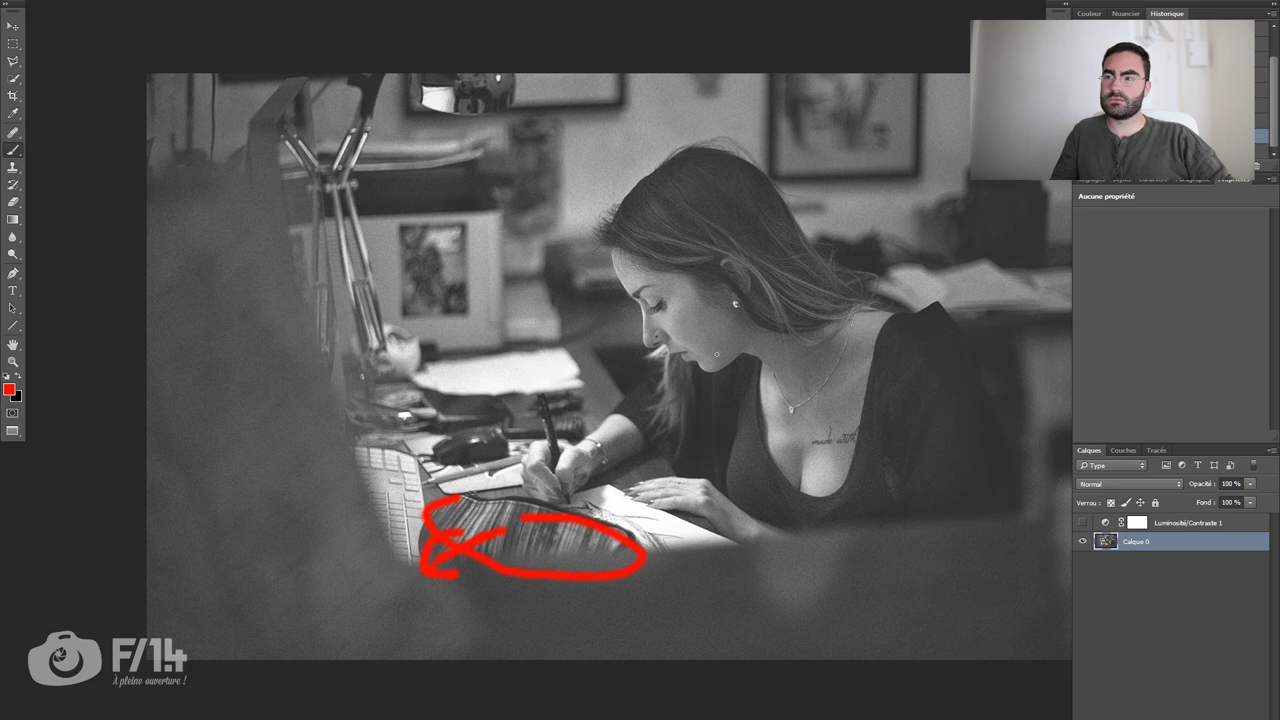 Couleur Nuancier Historique
Aucune propriété
Calques Couches Tracés
Type
Normal Opacité : 100 %
Verrou : Fond : 100 %
Luminosité/Contraste 1
Calque 0
made
T
F/1.4
À pleine ouverture !